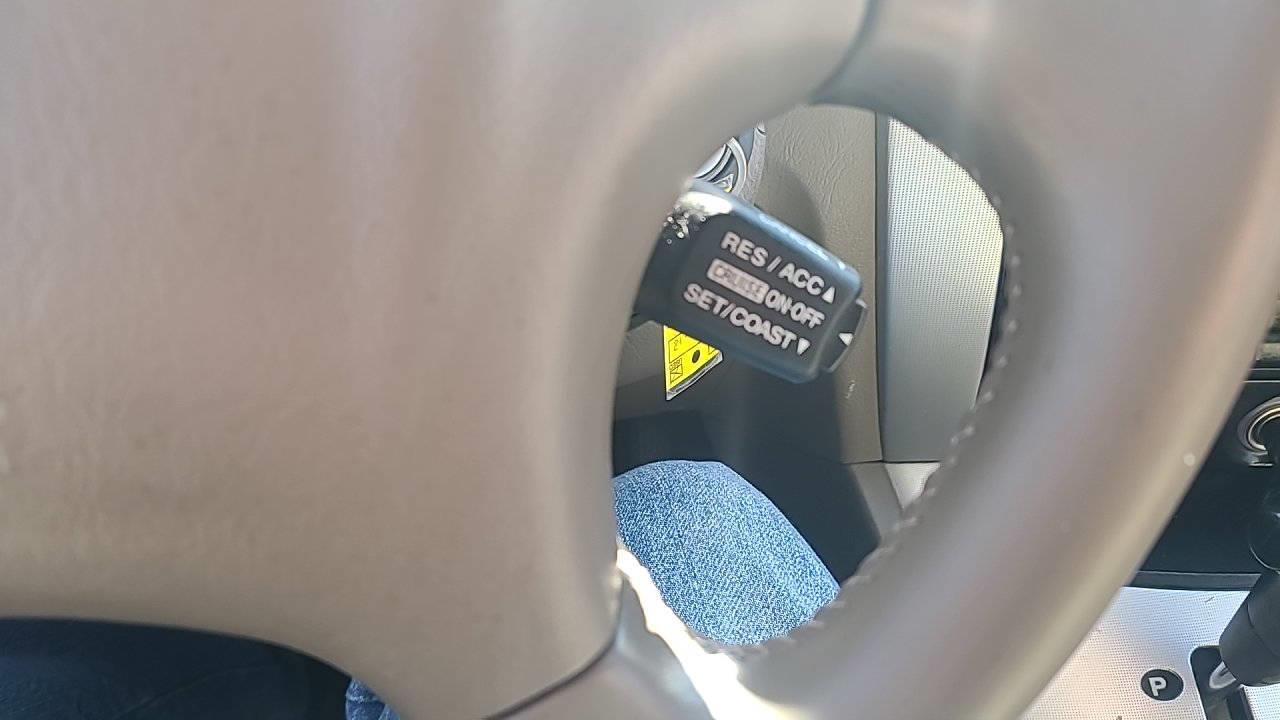 RES / ACC▲
CRUISE ON·OFF
SET/COAST▼
P